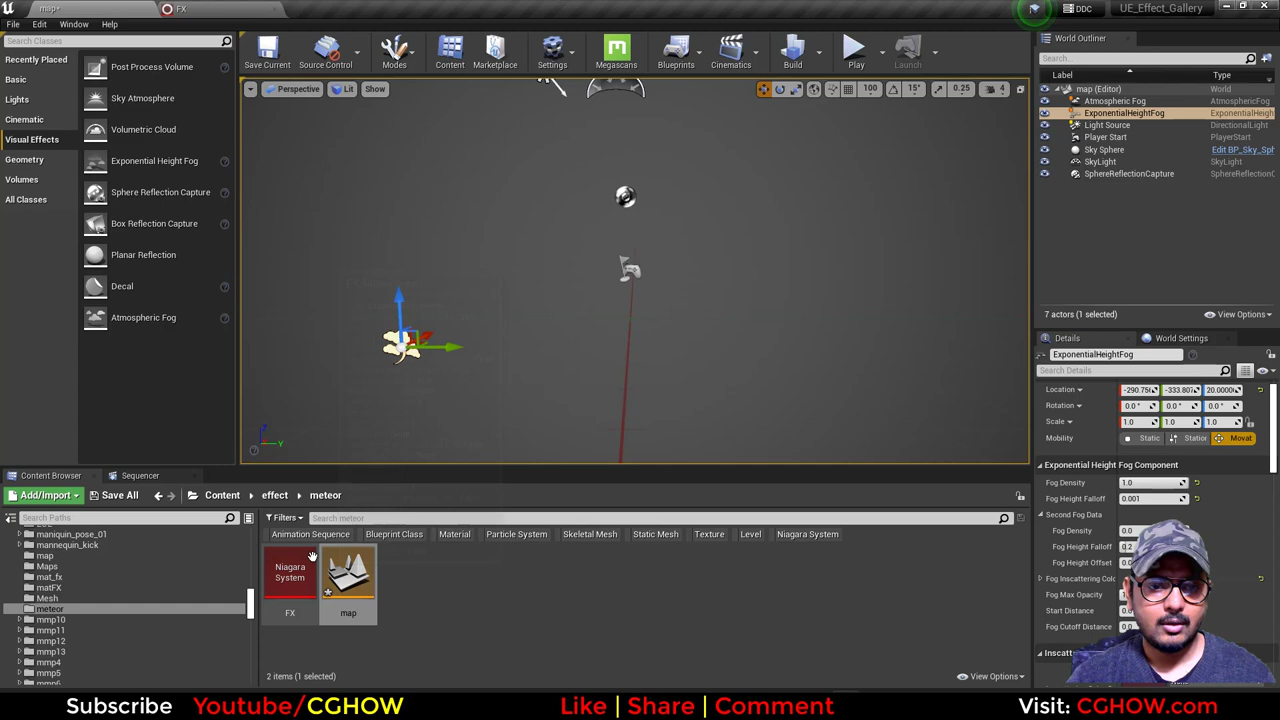 map*
FX
DDC
UE_Effect_Gallery
File Edit Window Help
Search Classes
Recently Placed
Basic
Lights
Cinematic
Visual Effects
Geometry
Volumes
All Classes
Post Process Volume
Sky Atmosphere
Volumetric Cloud
Exponential Height Fog
Sphere Reflection Capture
Box Reflection Capture
Planar Reflection
Decal
Atmospheric Fog
Save Current Source Control Modes Content Marketplace Settings Megascans Blueprints Cinematics Build Play Launch
Perspective Lit Show 100 15° 0.25 4
Z
Y
World Outliner
Search...
Label Type
map (Editor) World
Atmospheric Fog AtmosphericFog
ExponentialHeightFog ExponentialHeigh
Light Source DirectionalLight
Player Start PlayerStart
Sky Sphere Edit BP_Sky_Sph
SkyLight SkyLight
SphereReflectionCapture SphereReflectionC
7 actors (1 selected) View Options
Details World Settings
ExponentialHeightFog
Search Details
Location -333.807 20.0000
Rotation 0.0 ° 0.0 ° 0.0 °
Scale 1.0 1.0 1.0
Mobility Static Station Movat
Exponential Height Fog Component
Fog Density 1.0
Fog Height Falloff 0.001
Second Fog Data
Fog Density 0.0
Fog Height Falloff 0.2
Fog Height Offset 0.0
Fog Inscattering Colo
Fog Max Opacity
Start Distance 0.0
Fog Cutoff Distance 0.0
Inscatt
Content Browser Sequencer
Add/Import Save All Content effect meteor
Search Paths
Filters Search meteor
Animation Sequence Blueprint Class Material Particle System Skeletal Mesh Static Mesh Texture Level Niagara System
maniquin_pose_01
mannequin_kick
map
Maps
mat_fx
matFX
Mesh
meteor
mmp10
mmp11
mmp12
mmp13
mmp4
mmp5
Niagara
System
FX
map
2 items (1 selected) View Options
Subscribe Youtube/CGHOW Like | Share | Comment Visit: CGHOW.com